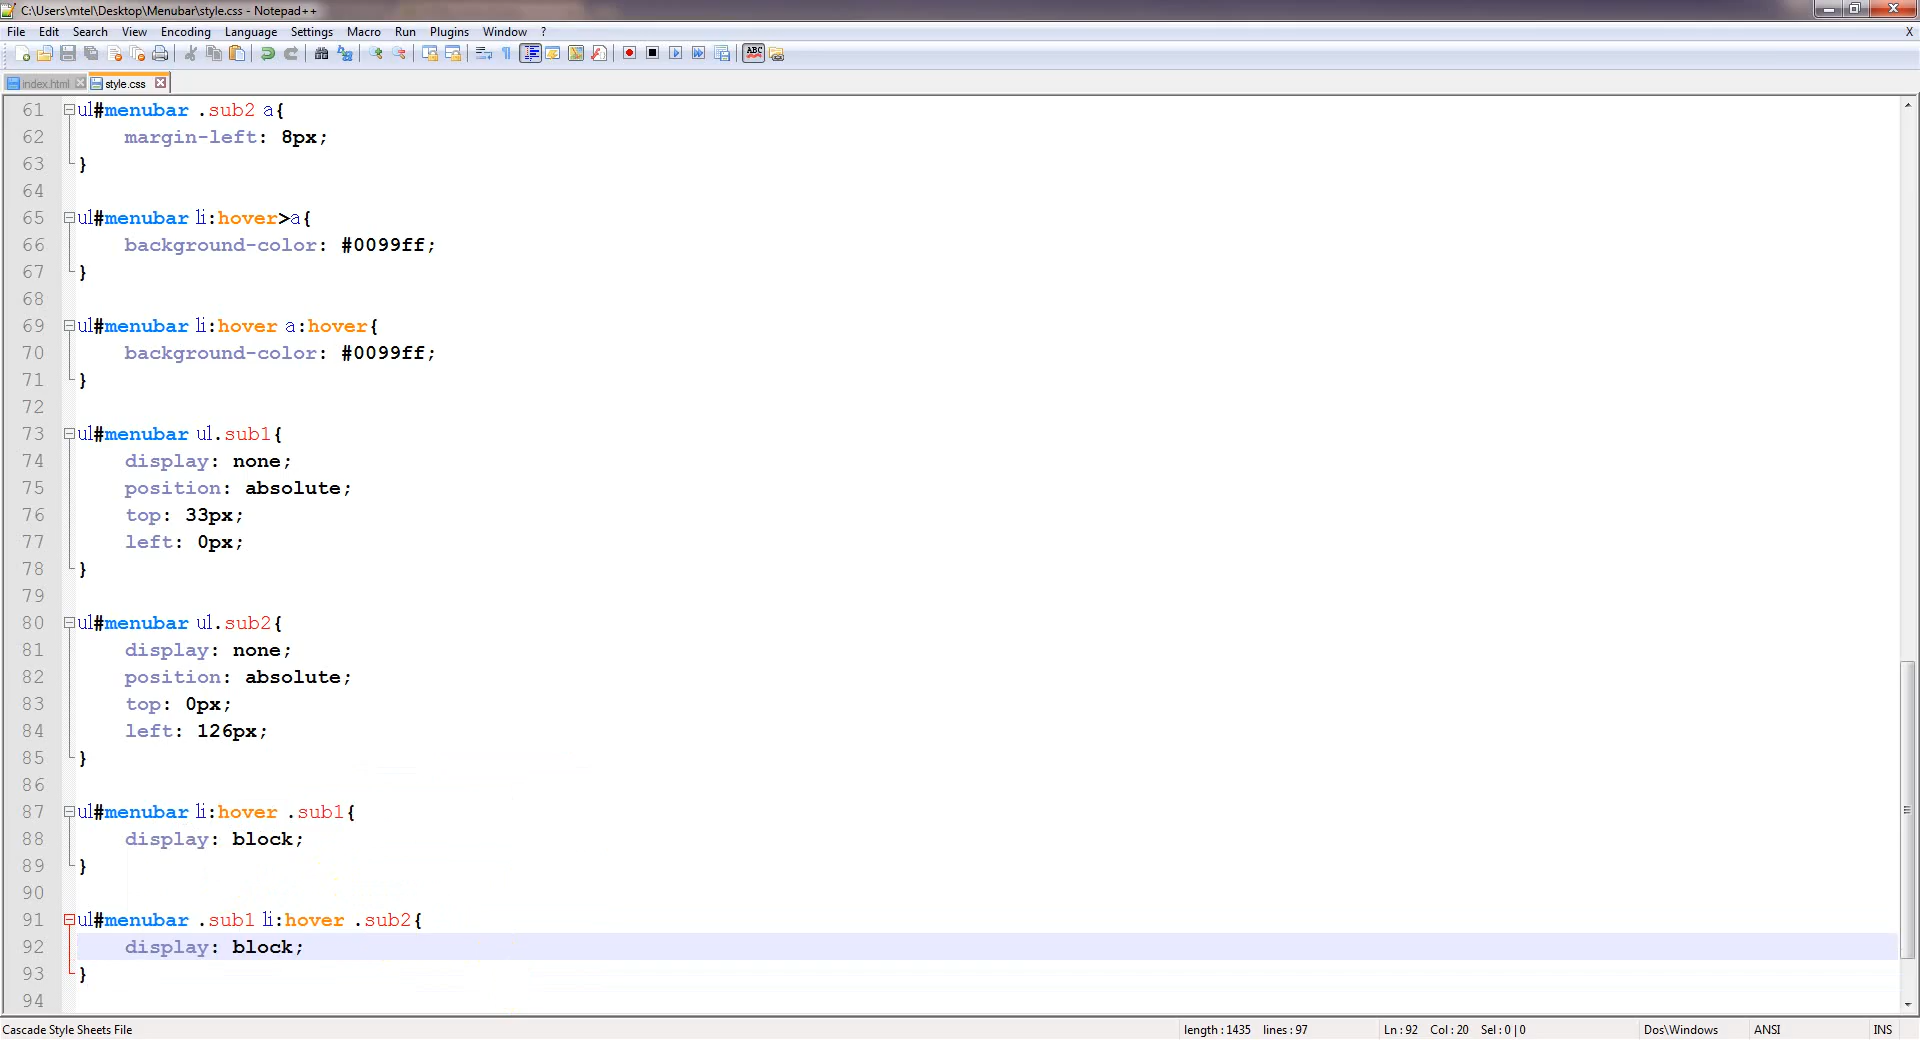 C:\Users\mtel\Desktop\Menubar\style.css - Notepad++
File Edit Search View Encoding Language Settings Macro Run Plugins Window ? X
ABC
index.html style.css
61 ul#menubar .sub2 a{
62 margin-left: 8px;
63 }
64
65 ul#menubar li:hover>a{
66 background-color: #0099ff;
67 }
68
69 ul#menubar li:hover a:hover{
70 background-color: #0099ff;
71 }
72
73 ul#menubar ul.sub1{
74 display: none;
75 position: absolute;
76 top: 33px;
77 left: 0px;
78 }
79
80 ul#menubar ul.sub2{
81 display: none;
82 position: absolute;
83 top: 0px;
84 left: 126px;
85 }
86
87 ul#menubar li:hover .sub1{
88 display: block;
89 }
90
91 ul#menubar .sub1 li:hover .sub2{
92 display: block;
93 }
94
Cascade Style Sheets File length : 1435 lines : 97 Ln : 92 Col : 20 Sel : 0 | 0 Dos\Windows ANSI INS